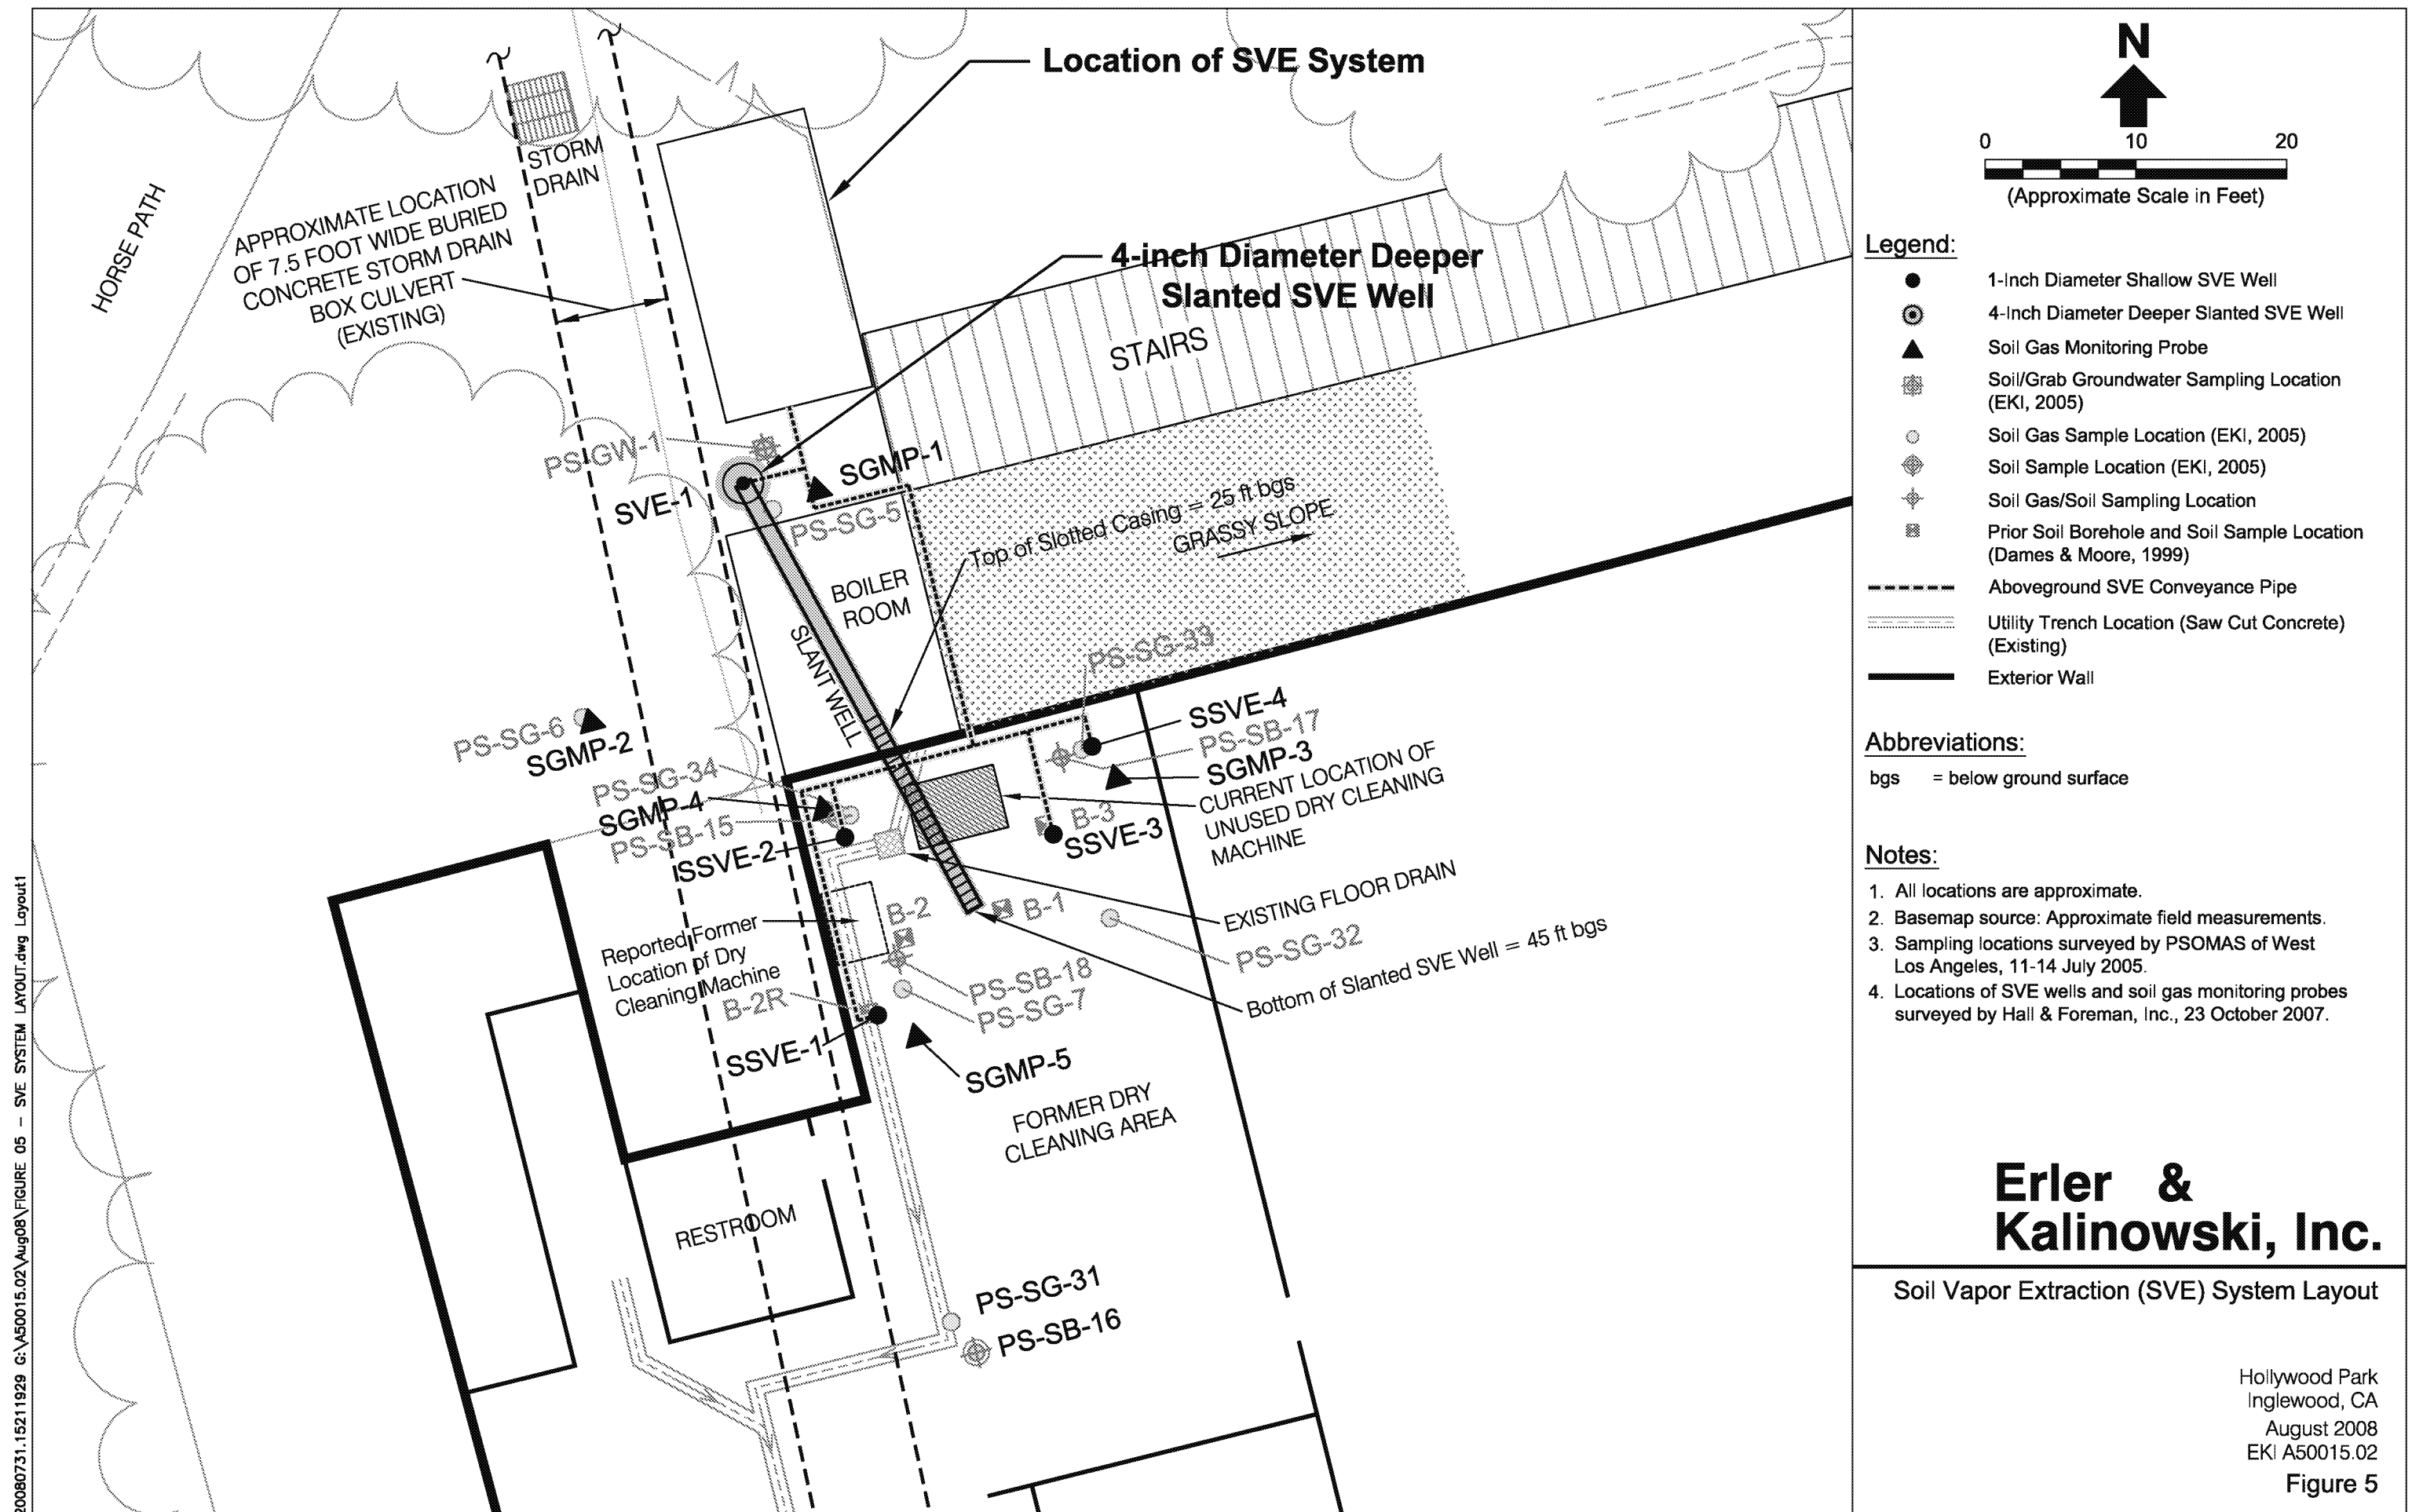 Location of SVE System
STORM
DRAIN
APPROXIMATE LOCATION
OF 7.5 FOOT WIDE BURIED
CONCRETE STORM DRAIN
BOX CULVERT
(EXISTING)
HORSE PATH
4-inch Diameter Deeper
Slanted SVE Well
STAIRS
PS-GW-1
SGMP-1
SVE-1
PS-SG-5
Top of Slotted Casing = 25 ft bgs
GRASSY SLOPE
BOILER
ROOM
SLANT WELL
PS-SG-33
PS-SG-6
SGMP-2
SSVE-4
PS-SB-17
SGMP-3
PS-SG-34
SGMP-4
PS-SB-15
SSVE-2
CURRENT LOCATION OF
UNUSED DRY CLEANING
MACHINE
B-3
SSVE-3
EXISTING FLOOR DRAIN
B-2
B-1
PS-SG-32
Reported Former
Location of Dry
Cleaning Machine
Bottom of Slanted SVE Well = 45 ft bgs
B-2R
PS-SB-18
PS-SG-7
SSVE-1
SGMP-5
FORMER DRY
CLEANING AREA
RESTROOM
PS-SG-31
PS-SB-16
20080731.15211929 G:\A50015.02\Aug08\FIGURE 05 - SVE SYSTEM LAYOUT.dwg Layout1
N
0 10 20
(Approximate Scale in Feet)
Legend:
1-Inch Diameter Shallow SVE Well
4-Inch Diameter Deeper Slanted SVE Well
Soil Gas Monitoring Probe
Soil/Grab Groundwater Sampling Location
(EKI, 2005)
Soil Gas Sample Location (EKI, 2005)
Soil Sample Location (EKI, 2005)
Soil Gas/Soil Sampling Location
Prior Soil Borehole and Soil Sample Location
(Dames & Moore, 1999)
Aboveground SVE Conveyance Pipe
Utility Trench Location (Saw Cut Concrete)
(Existing)
Exterior Wall
Abbreviations:
bgs = below ground surface
Notes:
1. All locations are approximate.
2. Basemap source: Approximate field measurements.
3. Sampling locations surveyed by PSOMAS of West
Los Angeles, 11-14 July 2005.
4. Locations of SVE wells and soil gas monitoring probes
surveyed by Hall & Foreman, Inc., 23 October 2007.
Erler &
Kalinowski, Inc.
Soil Vapor Extraction (SVE) System Layout
Hollywood Park
Inglewood, CA
August 2008
EKI A50015.02
Figure 5